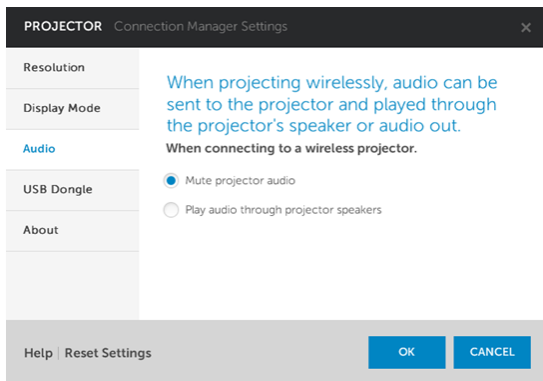 PROJECTOR Connection Manager Settings
Resolution
Display Mode
Audio
USB Dongle
About
When projecting wirelessly, audio can be
sent to the projector and played through
the projector's speaker or audio out.
When connecting to a wireless projector.
Mute projector audio
Play audio through projector speakers
Help | Reset Settings
OK
CANCEL